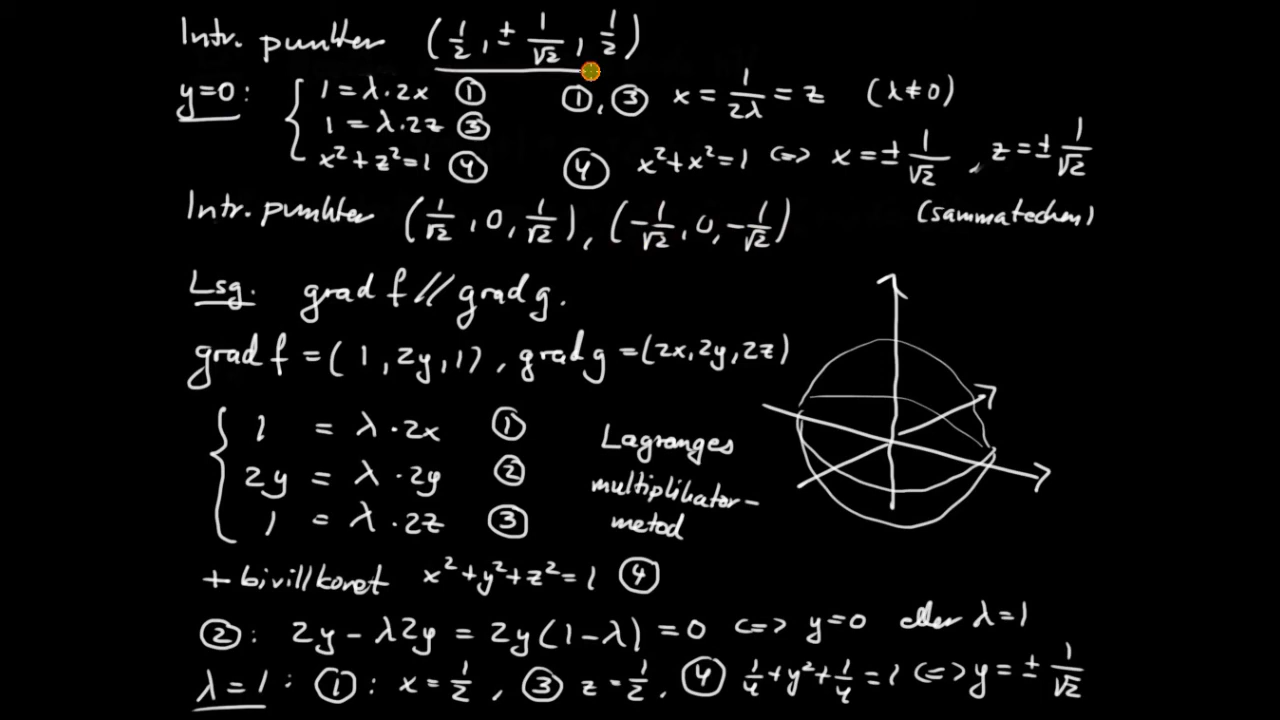 Intr. punkter (1/2, ± 1/√2, 1/2)
y=0: { 1 = λ·2x ① ①, ③ x = 1/2λ = z (λ≠0)
1 = λ·2z ③
x²+z²=1 ④ ④ x²+x²=1 <=> x = ± 1/√2, z = ± 1/√2
Intr. punkter (1/√2, 0, 1/√2), (-1/√2, 0, -1/√2) (sammatecken)
Lsg. grad f // grad g.
grad f = (1, 2y, 1), grad g = (2x, 2y, 2z)
{ 1 = λ·2x ①
2y = λ·2y ②
1 = λ·2z ③
Lagranges
multiplikator-
metod
+ bivillkoret x²+y²+z²=1 ④
②: 2y - λ2y = 2y(1-λ) = 0 <=> y=0 eller λ=1
λ=1: ①: x = 1/2, ③ z = 1/2, ④ 1/4 + y² + 1/4 = 1 <=> y = ± 1/√2